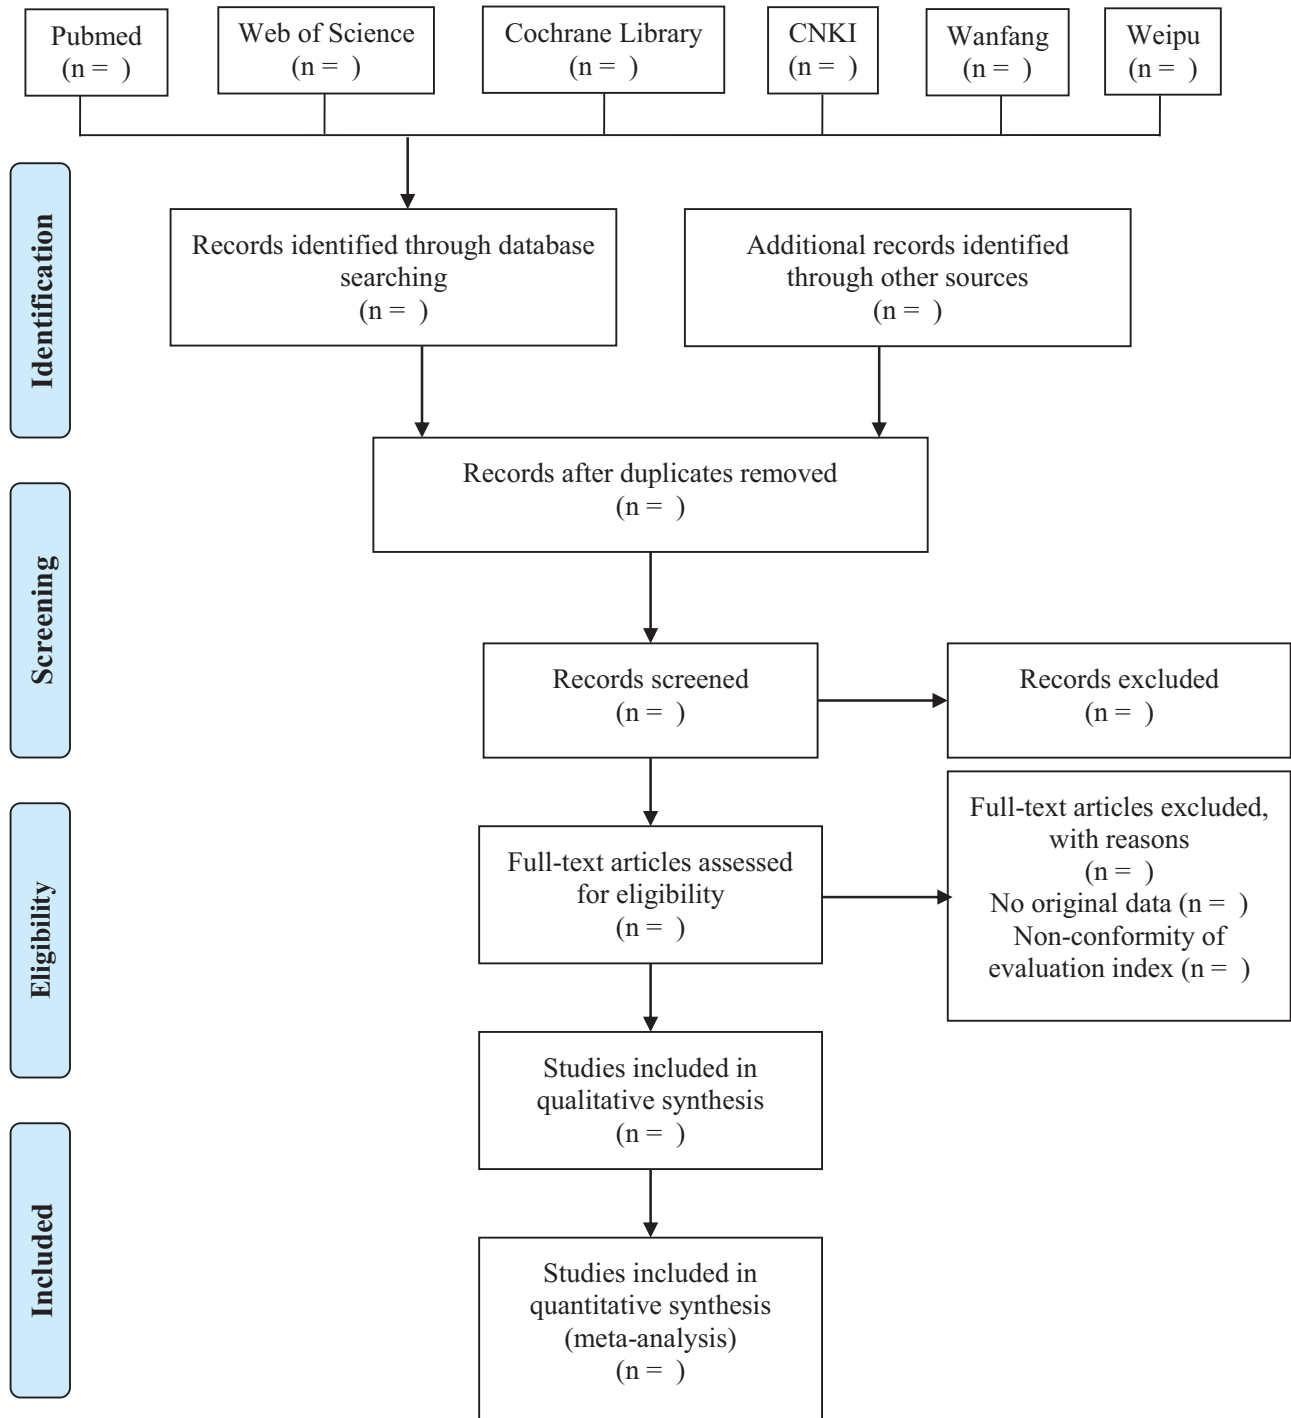 Pubmed
(n =  )
Web of Science
(n =  )
Cochrane Library
(n =  )
CNKI
(n =  )
Wanfang
(n =  )
Weipu
(n =  )
Identification
Records identified through database
searching
(n =  )
Additional records identified
through other sources
(n =  )
Screening
Records after duplicates removed
(n =  )
Records screened
(n =  )
Records excluded
(n =  )
Eligibility
Full-text articles assessed
for eligibility
(n =  )
Full-text articles excluded,
with reasons
(n =  )
No original data (n =  )
Non-conformity of
evaluation index (n =  )
Studies included in
qualitative synthesis
(n =  )
Included
Studies included in
quantitative synthesis
(meta-analysis)
(n =  )